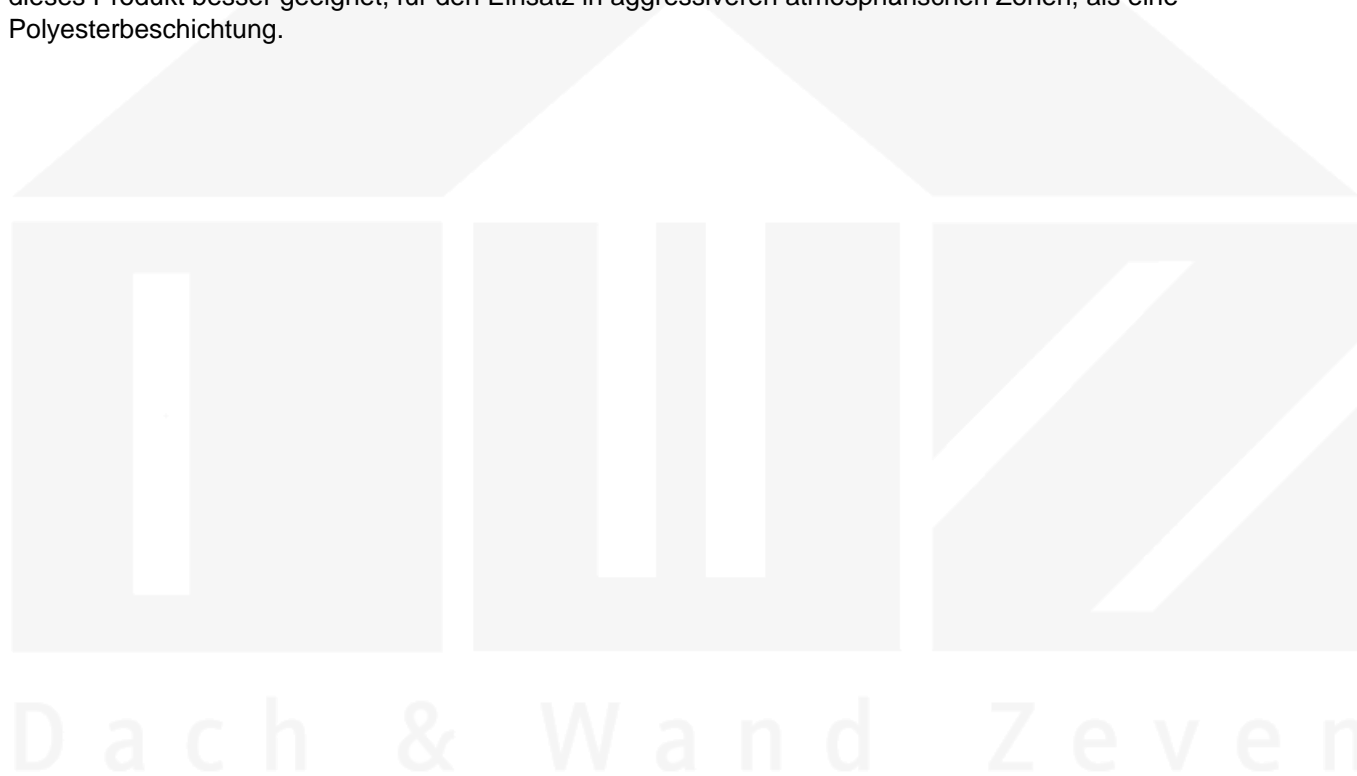 dieses Produkt besser geeignet, für den Einsatz in aggressiveren atmosphärischen Zonen, als eine
Polyesterbeschichtung.
Dach & Wand Zeven